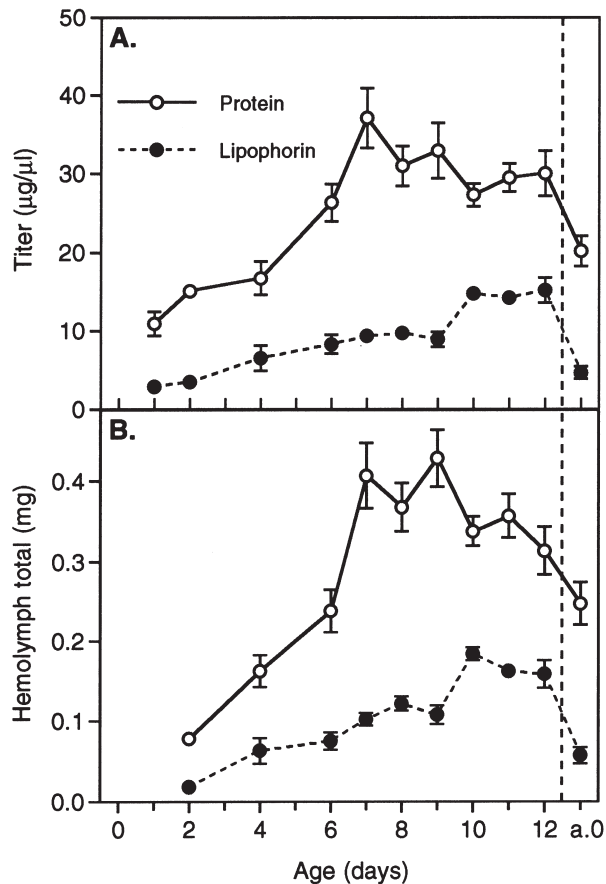 A.
50
40
30
20
10
0
Titer (µg/µl)
Protein
Lipophorin
B.
0.4
0.3
0.2
0.1
0.0
Hemolymph total (mg)
0 2 4 6 8 10 12 a.0
Age (days)